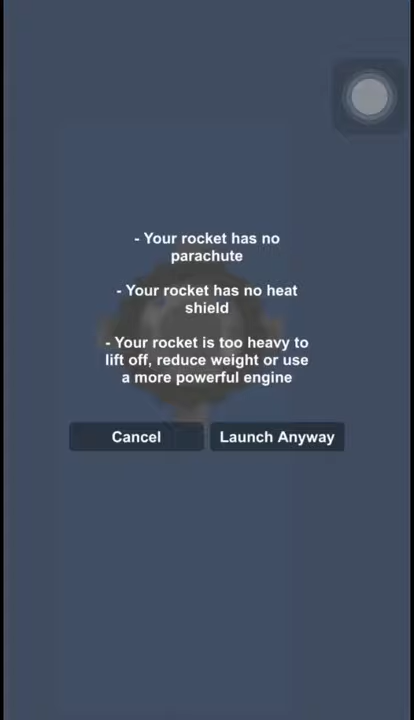 - Your rocket has no
parachute
- Your rocket has no heat
shield
- Your rocket is too heavy to
lift off, reduce weight or use
a more powerful engine
Cancel
Launch Anyway